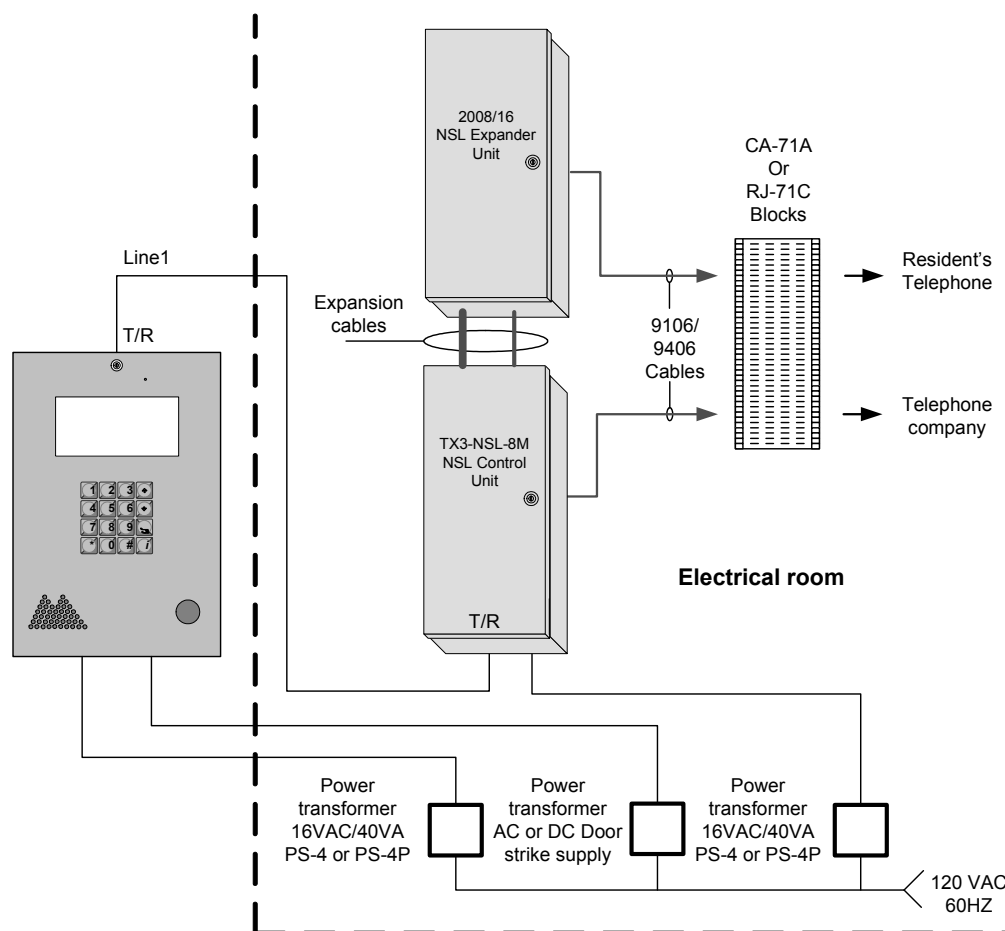 2008/16
NSL Expander
Unit
CA-71A
Or
RJ-71C
Blocks
Line1
T/R
Expansion
cables
9106/
9406
Cables
Resident's
Telephone
Telephone
company
TX3-NSL-8M
NSL Control
Unit
T/R
1 2 3
4 5 6
7 8 9
* 0 # i
Electrical room
Power
transformer
16VAC/40VA
PS-4 or PS-4P
Power
transformer
AC or DC Door
strike supply
Power
transformer
16VAC/40VA
PS-4 or PS-4P
120 VAC
60HZ